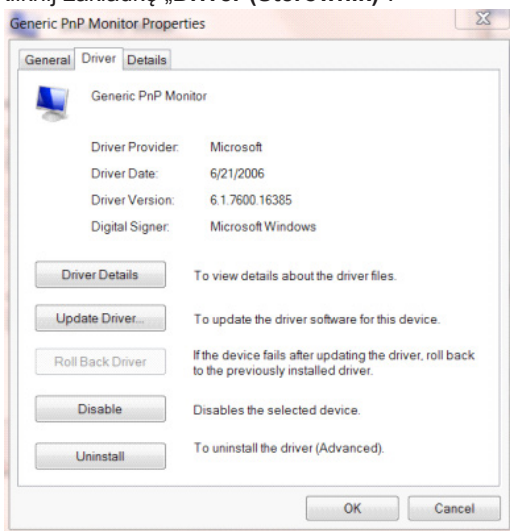 kliknij zakładkę „Driver (Sterownik)".
Generic PnP Monitor Properties
General Driver Details
Generic PnP Monitor
Driver Provider: Microsoft
Driver Date: 6/21/2006
Driver Version: 6.1.7600.16385
Digital Signer: Microsoft Windows
Driver Details To view details about the driver files.
Update Driver... To update the driver software for this device.
Roll Back Driver If the device fails after updating the driver, roll back
to the previously installed driver.
Disable Disables the selected device.
Uninstall To uninstall the driver (Advanced).
OK Cancel